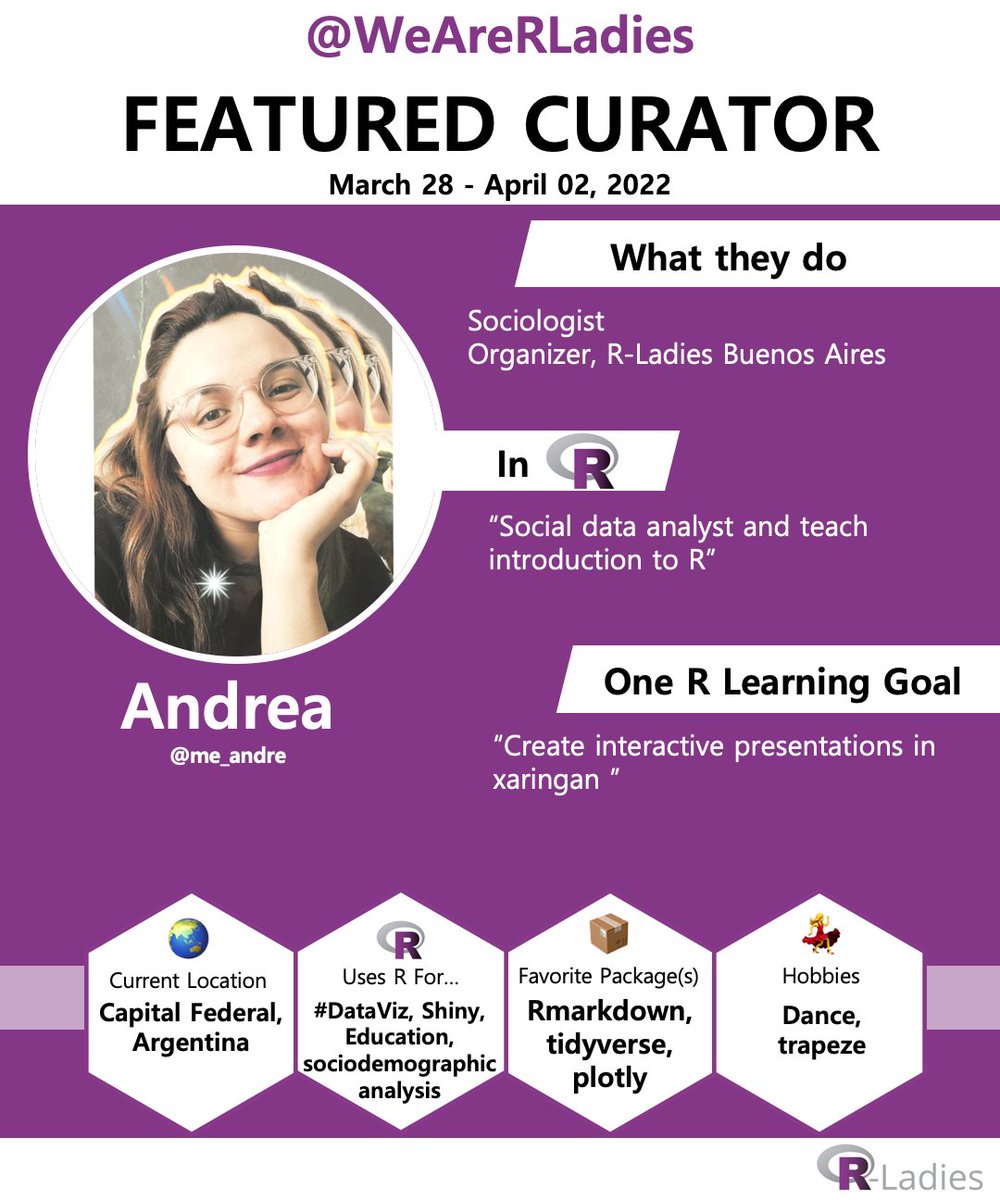 @WeAreRLadies
FEATURED CURATOR
March 28 - April 02, 2022
What they do
Sociologist
Organizer, R-Ladies Buenos Aires
In R
“Social data analyst and teach
introduction to R”
Andrea
@me_andre
One R Learning Goal
“Create interactive presentations in
xaringan ”
Current Location
Capital Federal,
Argentina
R
Uses R For...
#DataViz, Shiny,
Education,
sociodemographic
analysis
Favorite Package(s)
Rmarkdown,
tidyverse,
plotly
Hobbies
Dance,
trapeze
R-Ladies